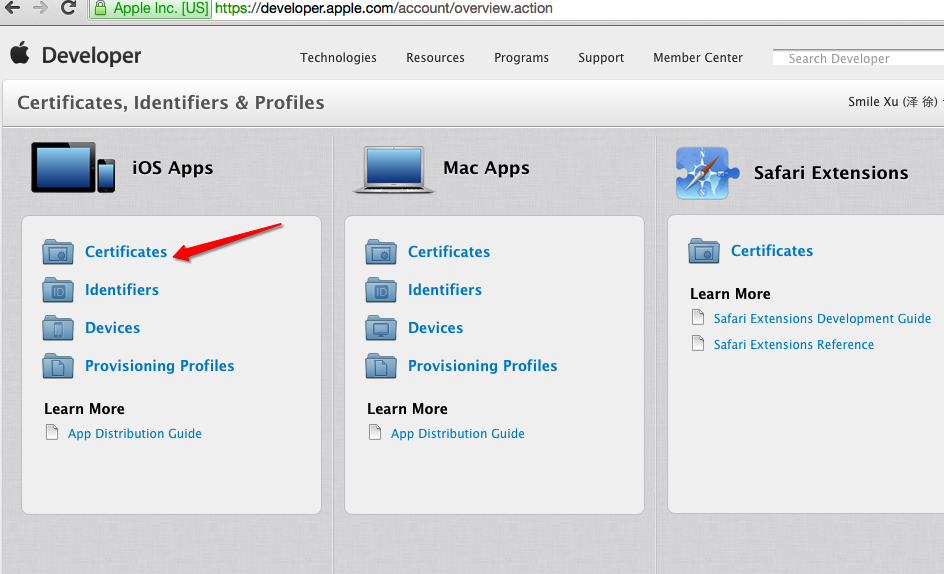 Apple Inc. [US] https://developer.apple.com/account/overview.action
Developer
Technologies Resources Programs Support Member Center Search Developer
Certificates, Identifiers & Profiles
Smile Xu (泽 徐)
iOS Apps
Certificates
Identifiers
Devices
Provisioning Profiles
Learn More
App Distribution Guide
Mac Apps
Certificates
Identifiers
Devices
Provisioning Profiles
Learn More
App Distribution Guide
Safari Extensions
Certificates
Learn More
Safari Extensions Development Guide
Safari Extensions Reference